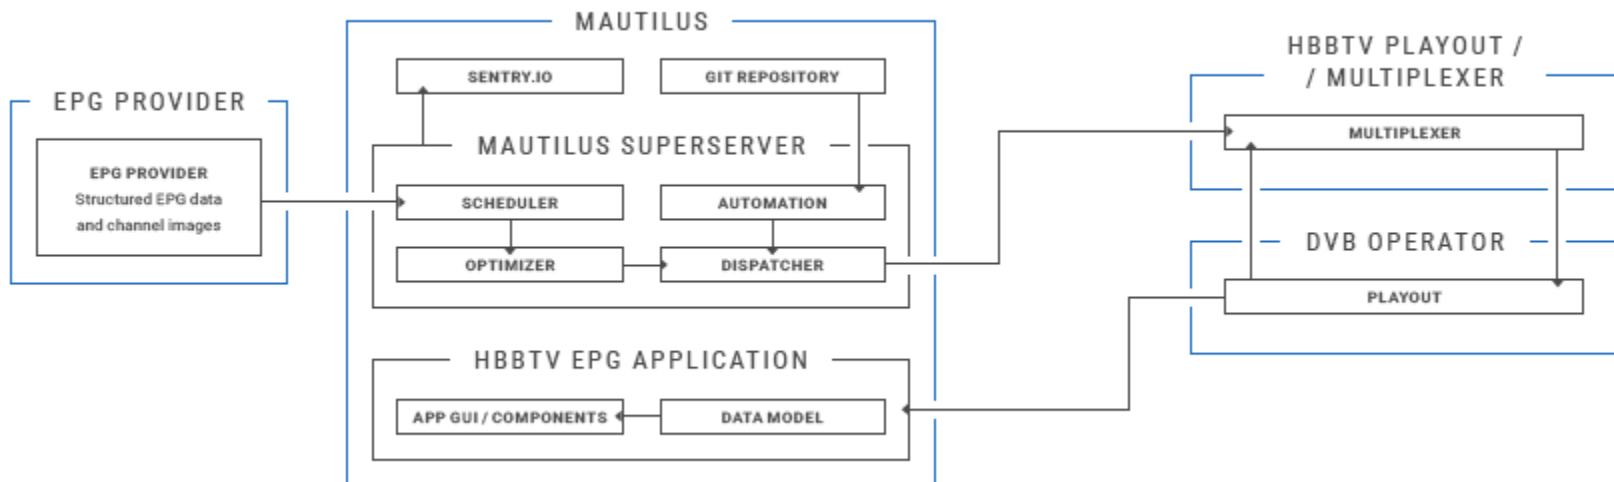 EPG PROVIDER
EPG PROVIDER
Structured EPG data
and channel images
MAUTILUS
SENTRY.IO
GIT REPOSITORY
MAUTILUS SUPERSERVER
SCHEDULER
AUTOMATION
OPTIMIZER
DISPATCHER
HBBTV EPG APPLICATION
APP GUI / COMPONENTS
DATA MODEL
HBBTV PLAYOUT /
/ MULTIPLEXER
MULTIPLEXER
DVB OPERATOR
PLAYOUT